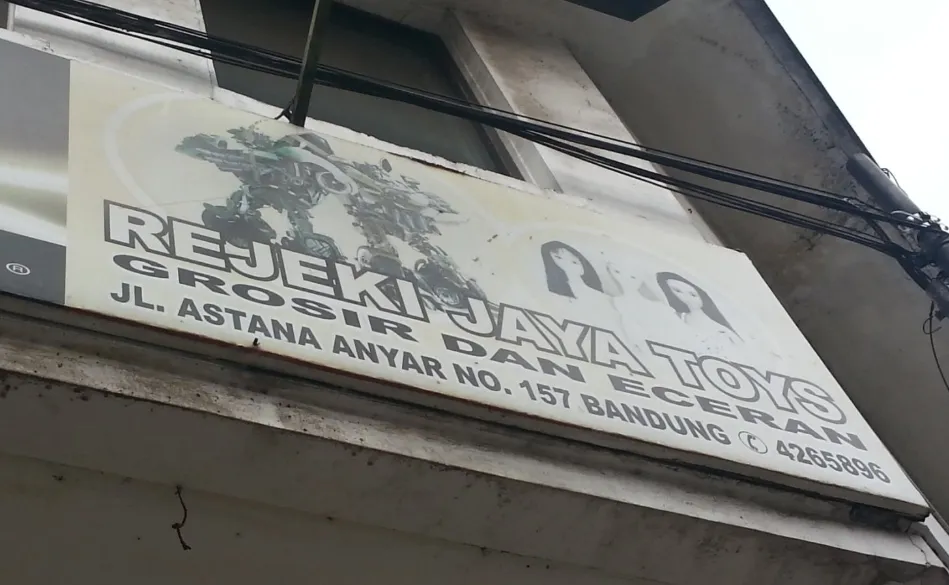 REJEKI JAYA TOYS
GROSIR DAN ECERAN
JL. ASTANA ANYAR NO. 157 BANDUNG ✆ 4265896
®